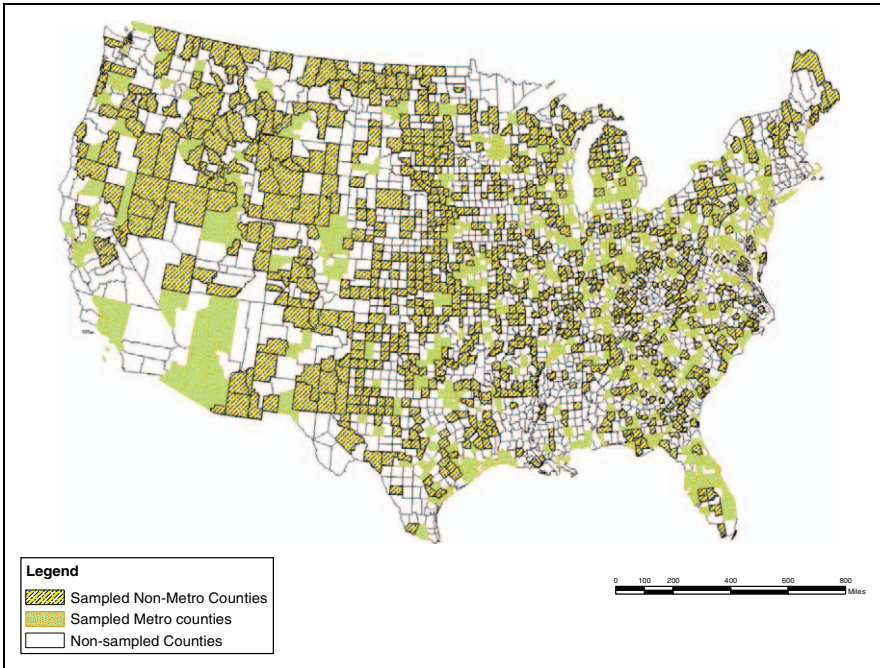 Legend
Sampled Non-Metro Counties
Sampled Metro counties
Non-sampled Counties
0 100 200 400 600 800
Miles